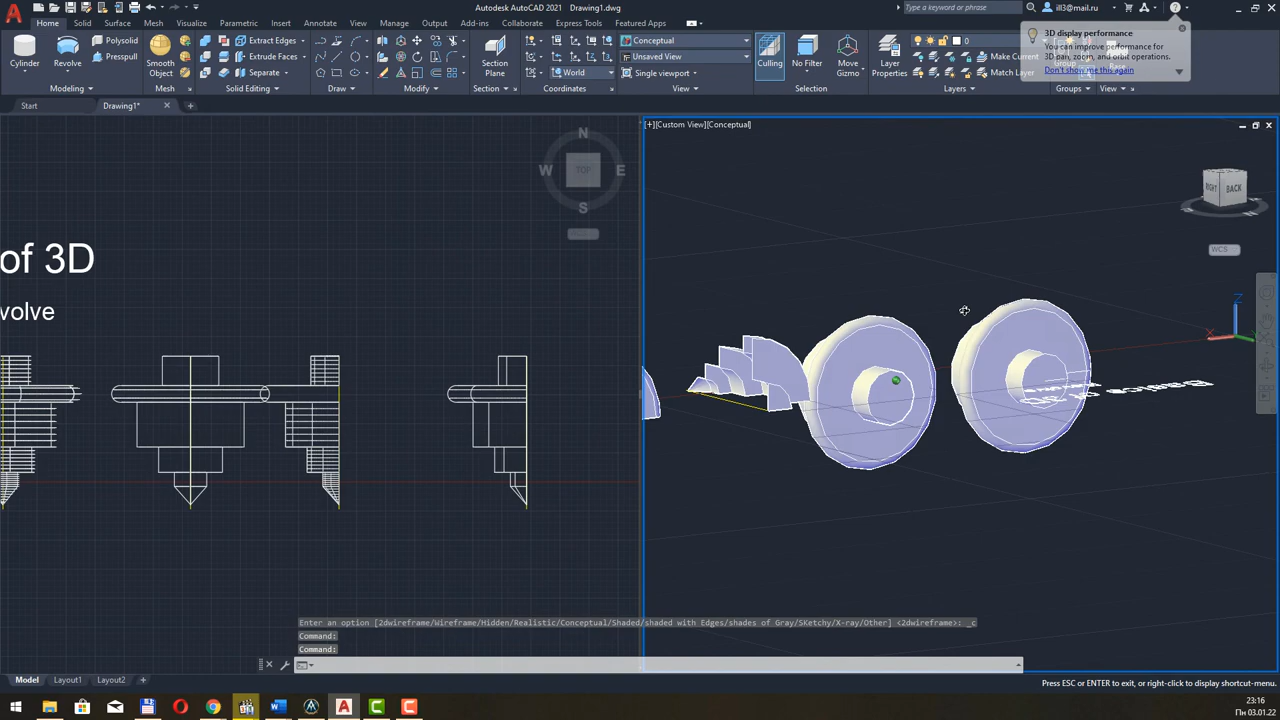 Autodesk AutoCAD 2021 Drawing1.dwg
Type a keyword or phrase
ill3@mail.ru
Home Solid Surface Mesh Visualize Parametric Insert Annotate View Manage Output Add-ins Collaborate Express Tools Featured Apps
Cylinder
Revolve
Polysolid
Presspull
Smooth
Object
Extract Edges
Extrude Faces
Separate
World
Section
Plane
Conceptual
Unsaved View
Single viewport
Culling
No Filter
Move
Gizmo
Layer
Properties
0
Make Current
Match Layer
Group
3D display performance
You can improve performance for
3D pan, zoom, and orbit operations.
Don't show me this again
Modeling
Mesh
Solid Editing
Draw
Modify
Section
Coordinates
View
Selection
Layers
Groups
View
Start
Drawing1*
[+][Custom View][Conceptual]
N
W
TOP
E
S
RIGHT
BACK
WCS
Z
X
Y
of 3D
volve
Enter an option [2dwireframe/Wireframe/Hidden/Realistic/Conceptual/Shaded/shaded with Edges/shades of Gray/SKetchy/X-ray/Other] <2dwireframe>: _c
Command:
Command:
Model
Layout1
Layout2
Press ESC or ENTER to exit, or right-click to display shortcut-menu.
23:16
Пн 03.01.22